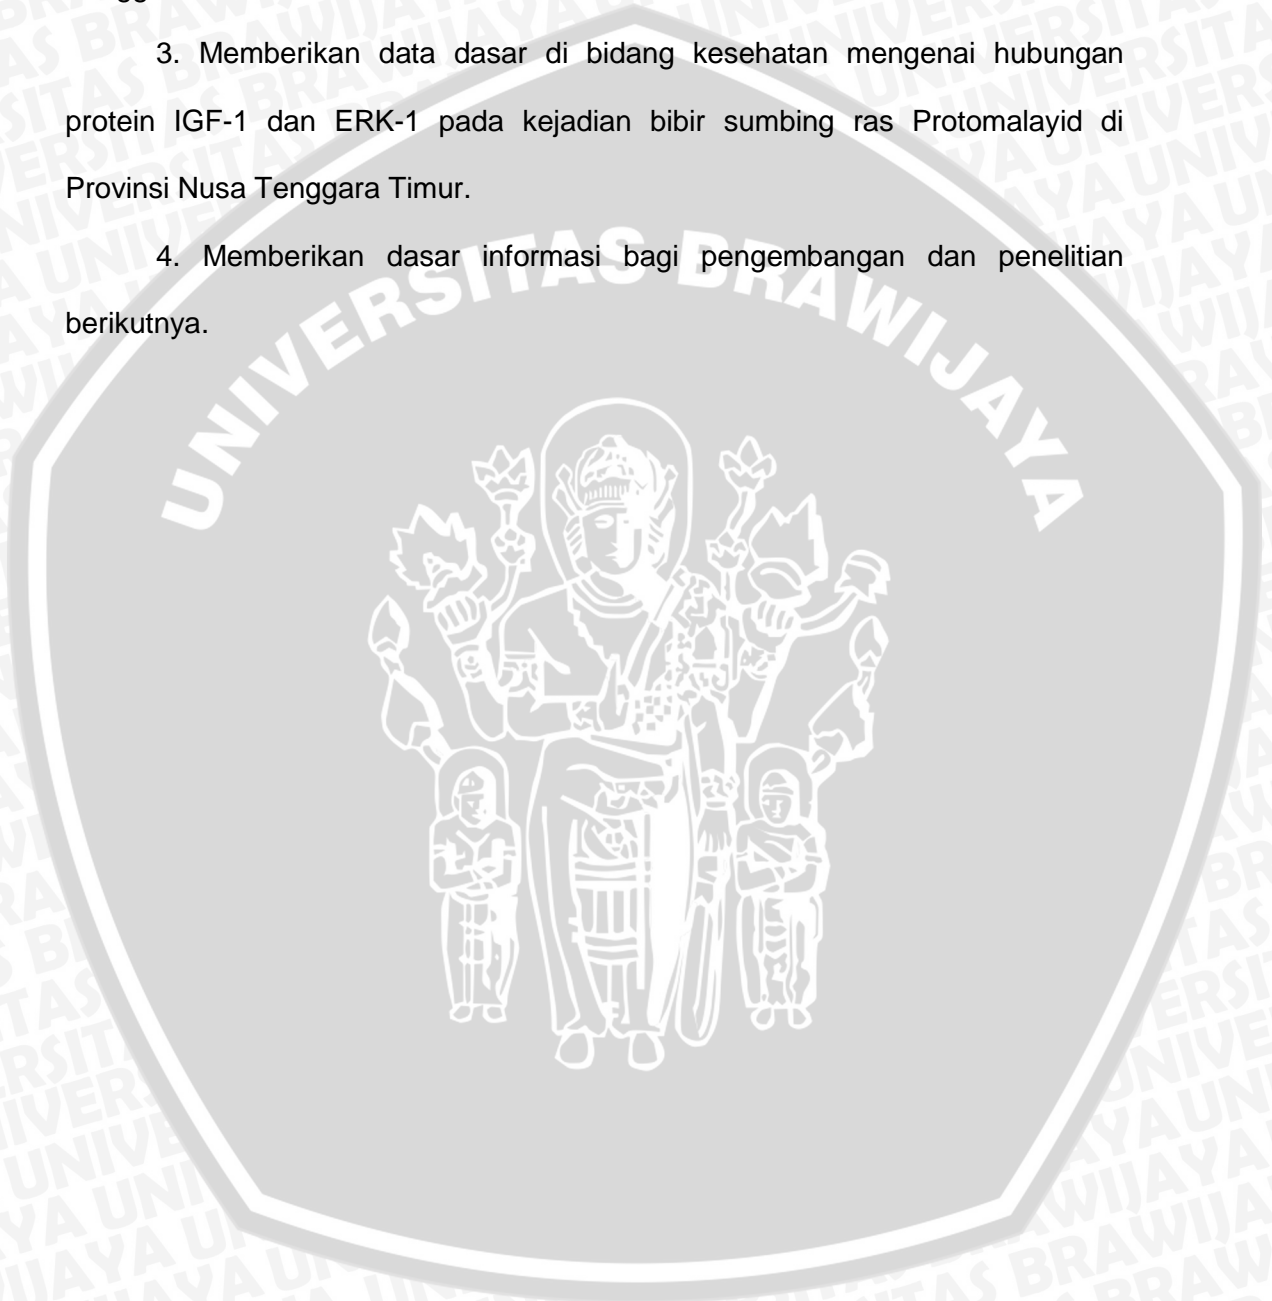 3. Memberikan data dasar di bidang kesehatan mengenai hubungan
protein IGF-1 dan ERK-1 pada kejadian bibir sumbing ras Protomalayid di
Provinsi Nusa Tenggara Timur.
4. Memberikan dasar informasi bagi pengembangan dan penelitian
berikutnya.
UNIVERSITAS BRAWIJAYA